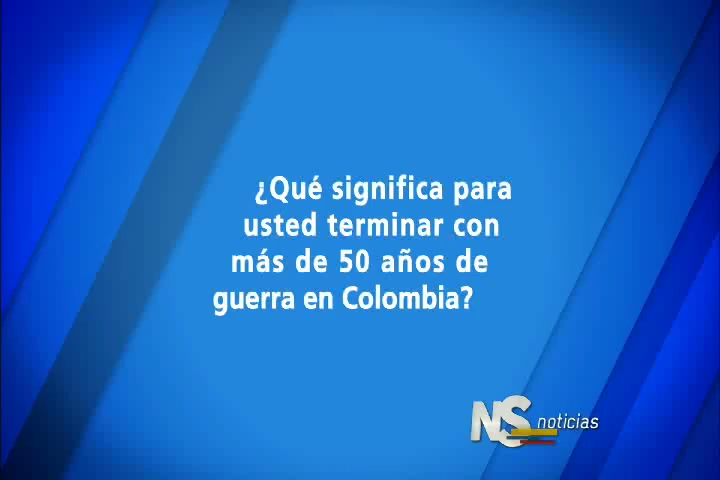 ¿Qué significa para
usted terminar con
más de 50 años de
guerra en Colombia?
NS noticias